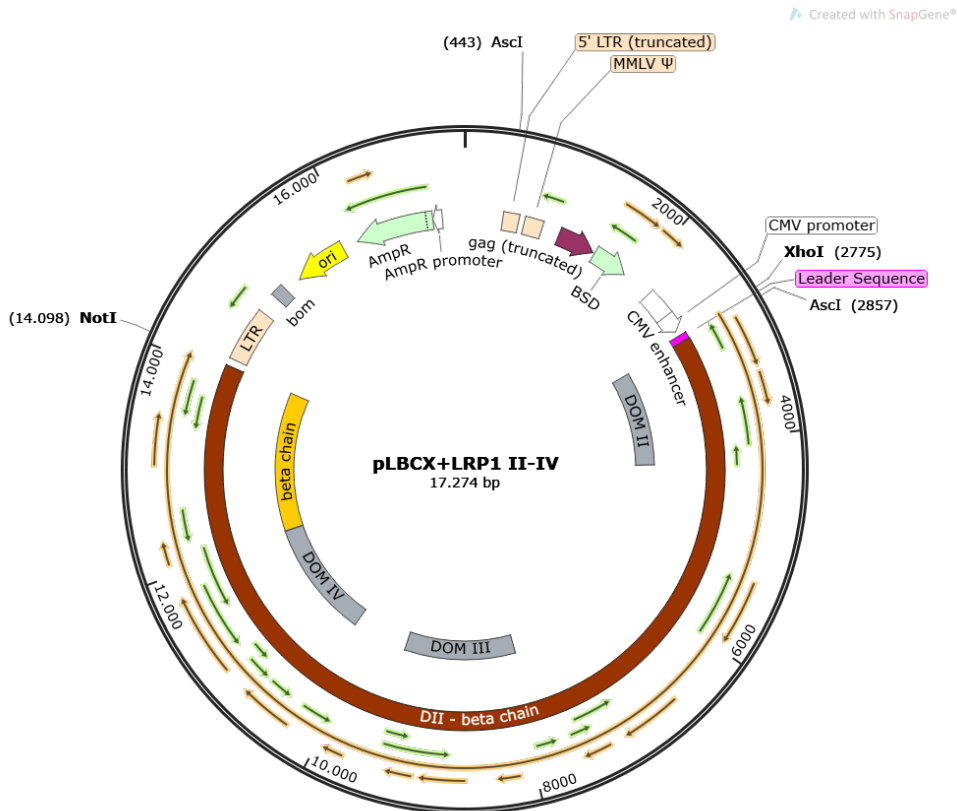 Created with SnapGene®
(443) AscI
5' LTR (truncated)
MMLV Ψ
16.000
2000
CMV promoter
XhoI (2775)
Leader Sequence
AscI (2857)
AmpR
AmpR promoter
gag (truncated)
BSD
ori
bom
CMV enhancer
(14.098) NotI
LTR
14.000
4000
DOM II
beta chain
pLBCX+LRP1 II-IV
17.274 bp
DOM IV
12.000
6000
DOM III
DII - beta chain
10.000
8000